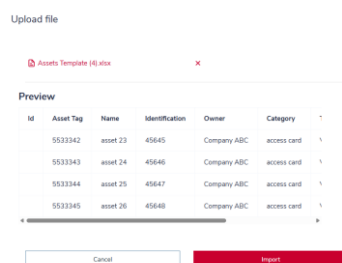 Upload file
Assets Template (4).xlsx
Preview
Id Asset Tag Name Identification Owner Category
5533342 asset 23 45645 Company ABC access card
5533343 asset 24 45646 Company ABC access card
5533344 asset 25 45647 Company ABC access card
5533345 asset 26 45648 Company ABC access card
Cancel Import